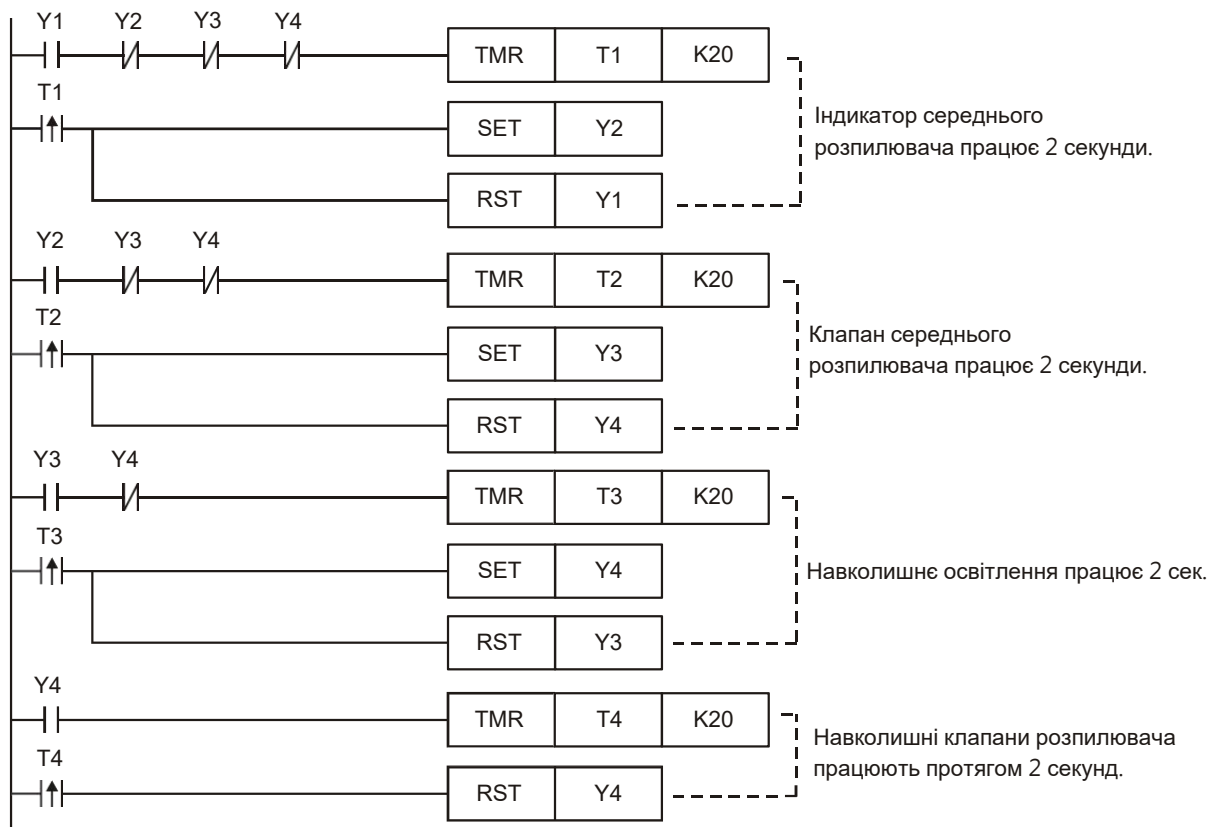 Y1 Y2 Y3 Y4
TMR T1 K20
T1
SET Y2
Індикатор середнього
розпилювача працює 2 секунди.
RST Y1
Y2 Y3 Y4
TMR T2 K20
T2
SET Y3
Клапан середнього
розпилювача працює 2 секунди.
RST Y4
Y3 Y4
TMR T3 K20
T3
SET Y4
Навколишнє освітлення працює 2 сек.
RST Y3
Y4
TMR T4 K20
Навколишні клапани розпилювача
працюють протягом 2 секунд.
T4
RST Y4